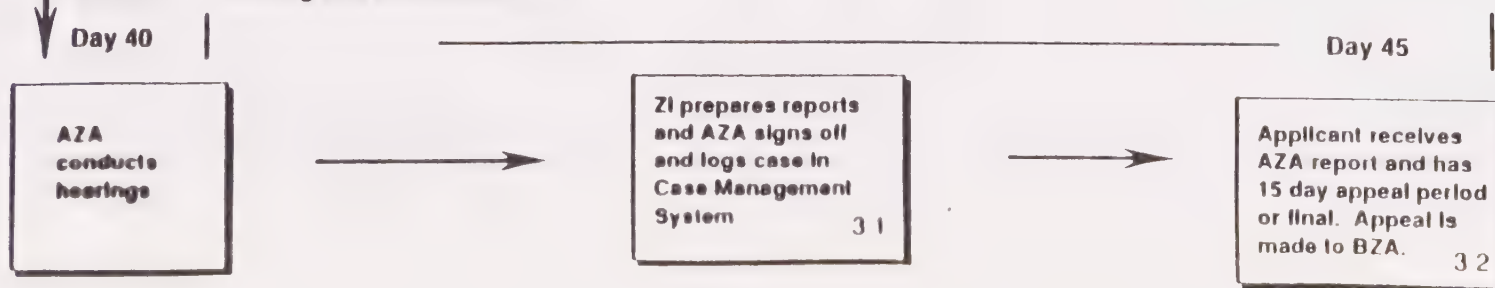 Day 40
Day 45
AZA
conducts
hearings
ZI prepares reports
and AZA signs off
and logs case in
Case Management
System
31
Applicant receives
AZA report and has
15 day appeal period
or final. Appeal is
made to BZA.
32